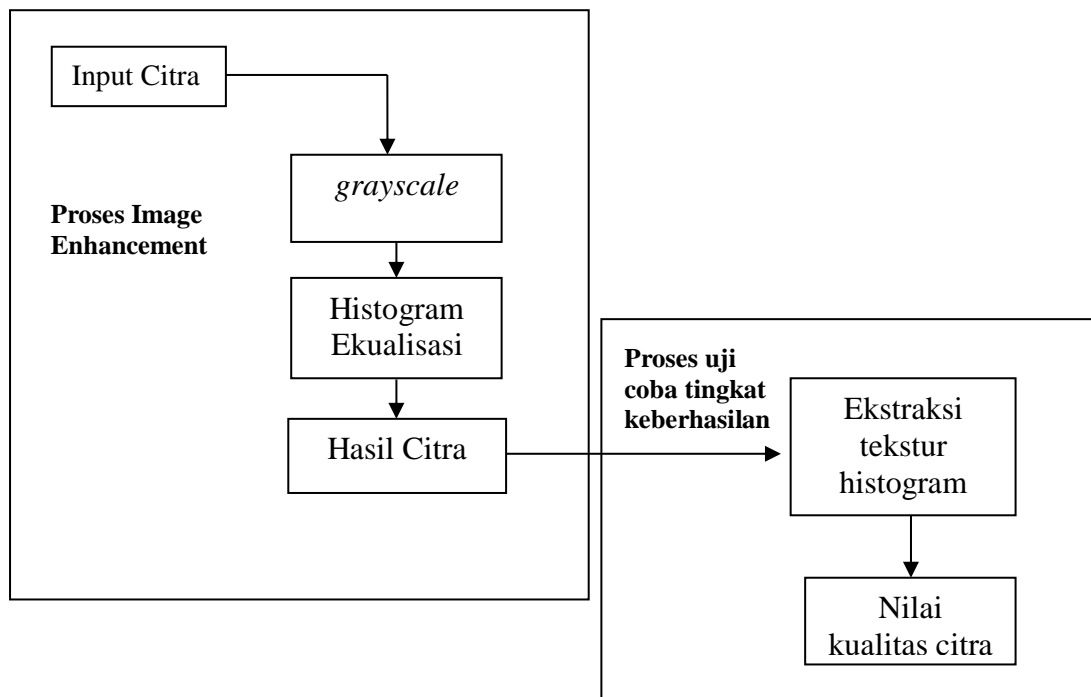 Input Citra
grayscale
Proses Image
Enhancement
Histogram
Ekualisasi
Hasil Citra
Proses uji
coba tingkat
keberhasilan
Ekstraksi
tekstur
histogram
Nilai
kualitas citra